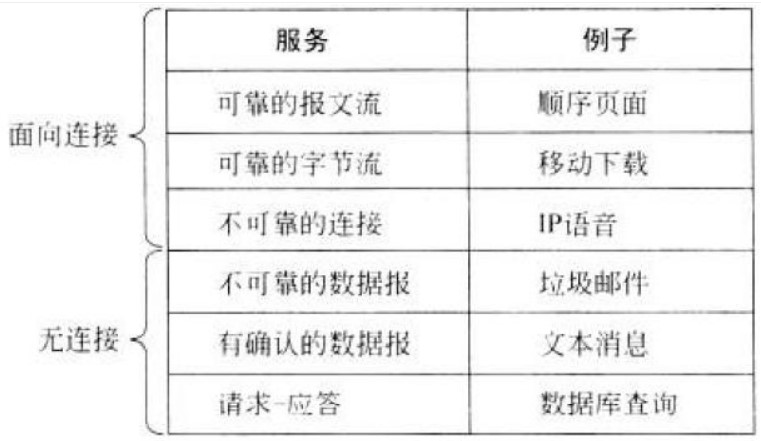 服务 例子
面向连接
可靠的报文流 顺序页面
可靠的字节流 移动下载
不可靠的连接 IP语音
无连接
不可靠的数据报 垃圾邮件
有确认的数据报 文本消息
请求-应答 数据库查询